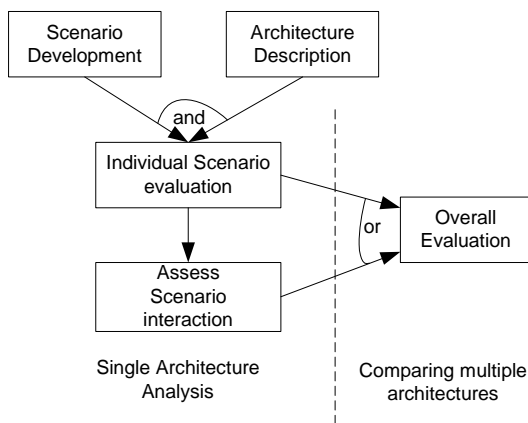 Scenario
Development
Architecture
Description
and
Individual Scenario
evaluation
or
Overall
Evaluation
Assess
Scenario
interaction
Single Architecture
Analysis
Comparing multiple
architectures